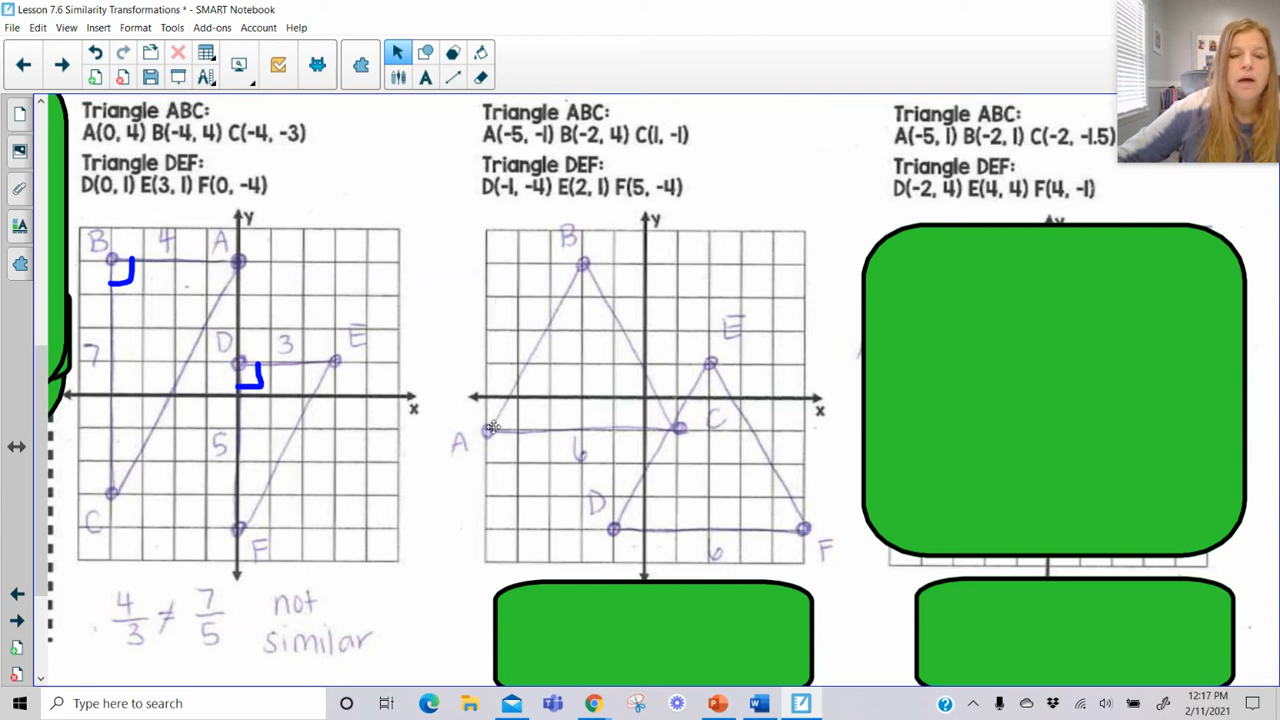 Lesson 7.6 Similarity Transformations * - SMART Notebook
File Edit View Insert Format Tools Add-ons Account Help
Triangle ABC:
A(0, 4) B(-4, 4) C(-4, -3)
Triangle DEF:
D(0, 1) E(3, 1) F(0, -4)
y
B 4 A
D 3 E
7
x
5
C
F
4/3 ≠ 7/5 not similar
Triangle ABC:
A(-5, -1) B(-2, 4) C(1, -1)
Triangle DEF:
D(-1, -4) E(2, 1) F(5, -4)
y
B
E
x
C
A
6
D
F
6
Triangle ABC:
A(-5, 1) B(-2, 1) C(-2, -1.5)
Triangle DEF:
D(-2, 4) E(4, 4) F(4, -1)
Type here to search
12:17 PM
2/11/2021